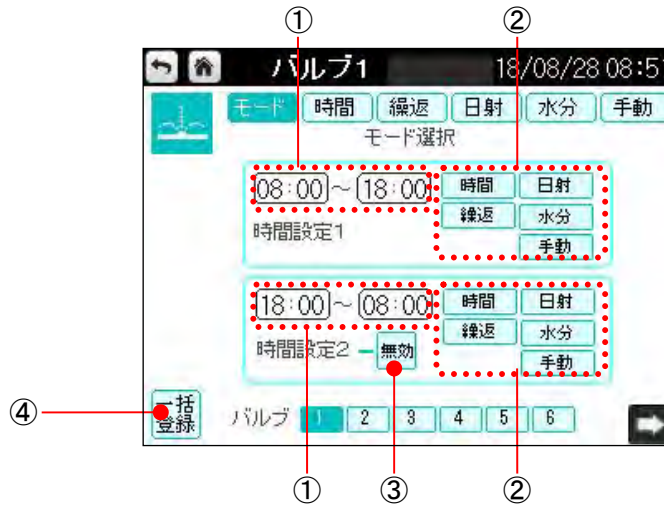 ① ②
バルブ1 18/08/28 08:51
モード 時間 繰返 日射 水分 手動
モード選択
08:00～18:00 時間 日射
繰返 水分
時間設定1 手動
18:00～08:00 時間 日射
繰返 水分
時間設定2 無効 手動
④ 一括
登録 バルブ 1 2 3 4 5 6
① ③ ②